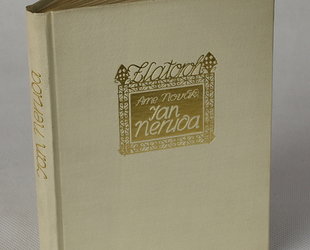 Zlatoroh
Arne Novák:
Jan
Neruda
Jan Neruda